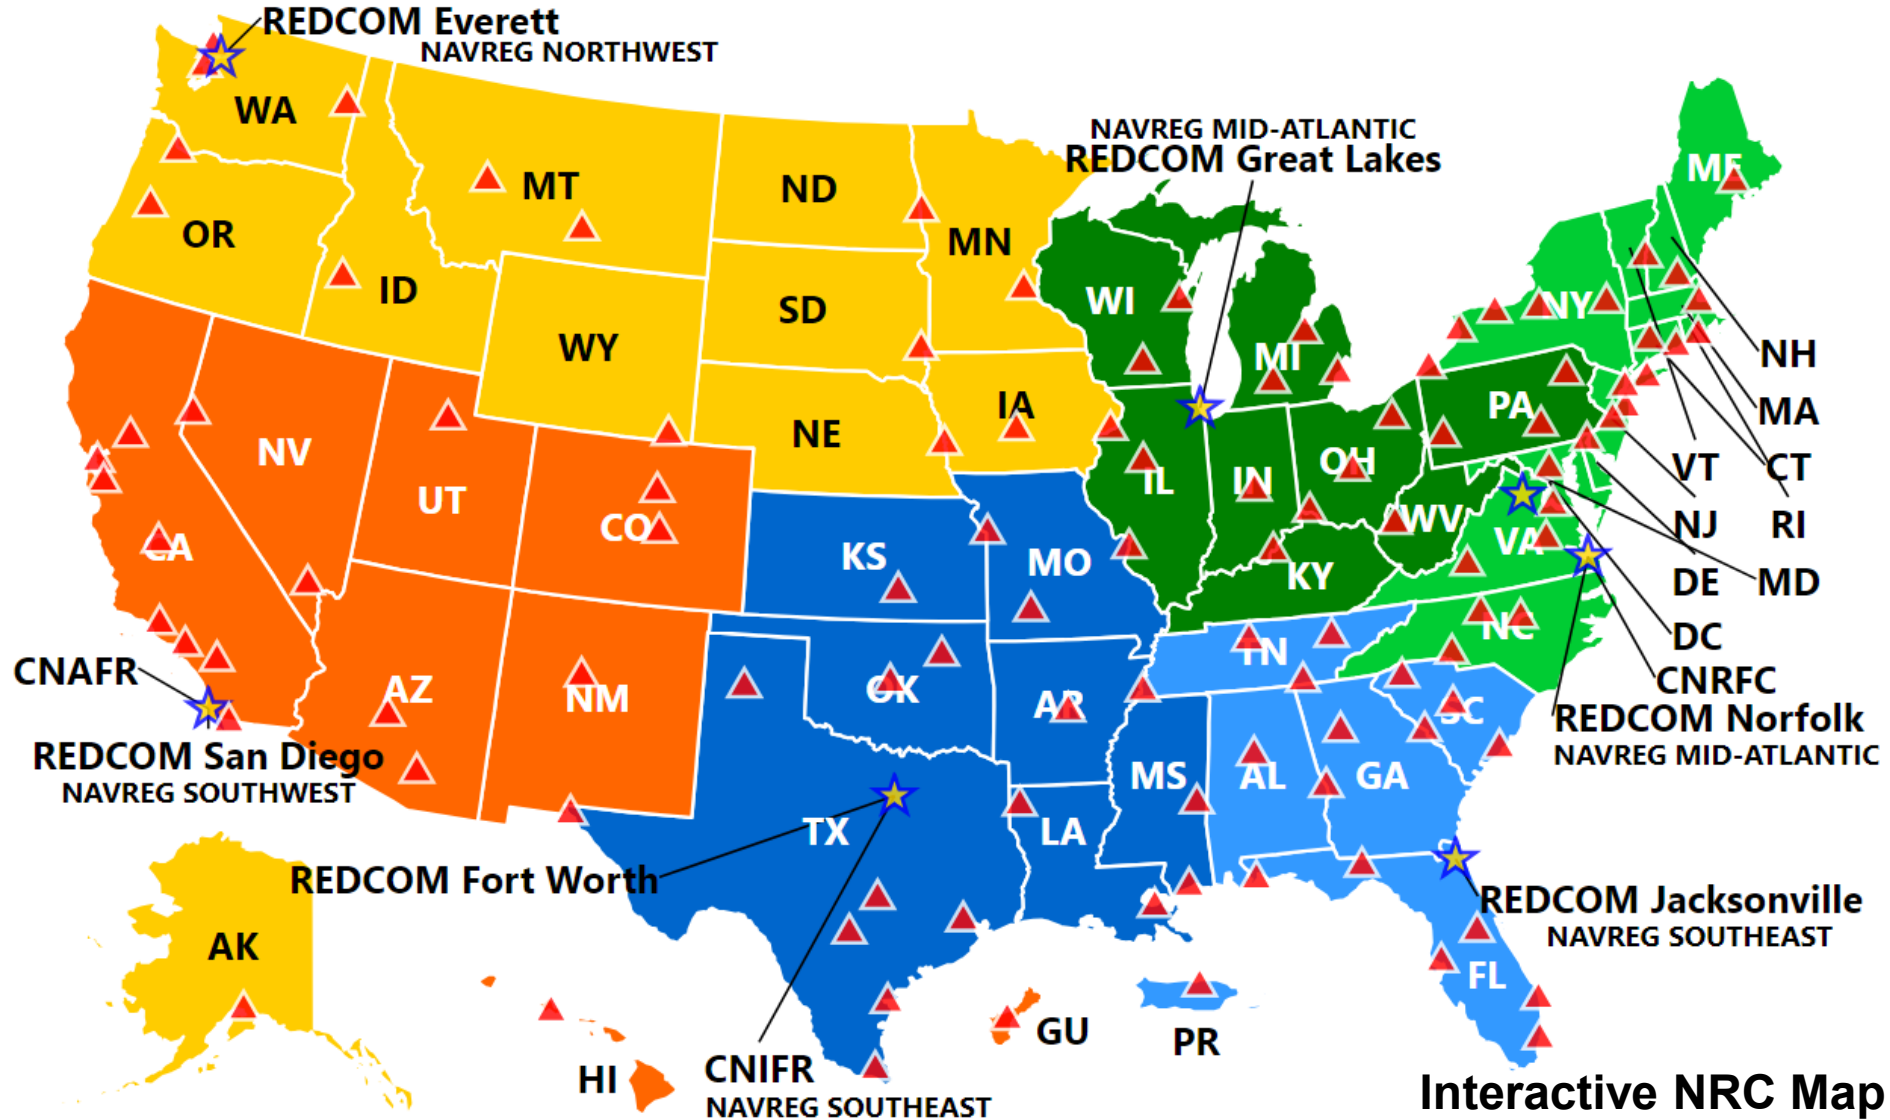 REDCOM Everett
NAVREG NORTHWEST
WA
NAVREG MID-ATLANTIC
REDCOM Great Lakes
ME
MT
ND
OR
MN
ID
WI
NY
SD
WY
MI
NH
IA
PA
MA
NE
NV
VT
CT
IL
IN
OH
UT
CO
WV
NJ
RI
CA
KS
MO
VA
KY
DE
MD
NC
DC
TN
CNAFR
CNRFC
AZ
NM
OK
AR
SC
REDCOM Norfolk
NAVREG MID-ATLANTIC
REDCOM San Diego
NAVREG SOUTHWEST
MS
AL
GA
TX
LA
REDCOM Fort Worth
REDCOM Jacksonville
NAVREG SOUTHEAST
AK
FL
GU
PR
HI
CNIFR
NAVREG SOUTHEAST
Interactive NRC Map